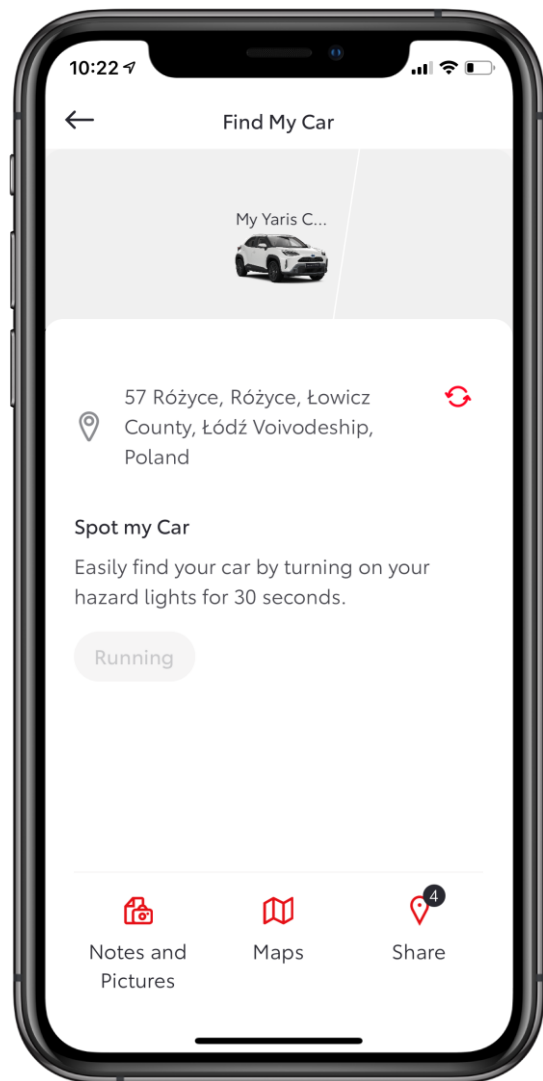 10:22
Find My Car
My Yaris C...
57 Różyce, Różyce, Łowicz
County, Łódź Voivodeship,
Poland
Spot my Car
Easily find your car by turning on your
hazard lights for 30 seconds.
Running
4
Notes and
Pictures
Maps
Share